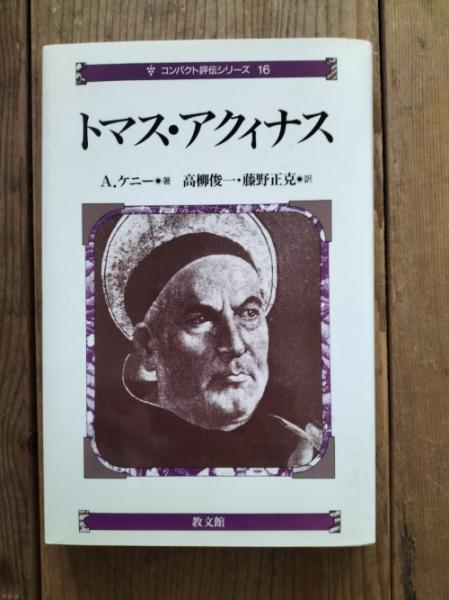 コンパクト評伝シリーズ 16
トマス・アクィナス
A.ケニー●著 高柳俊一・藤野正克●訳
教文館